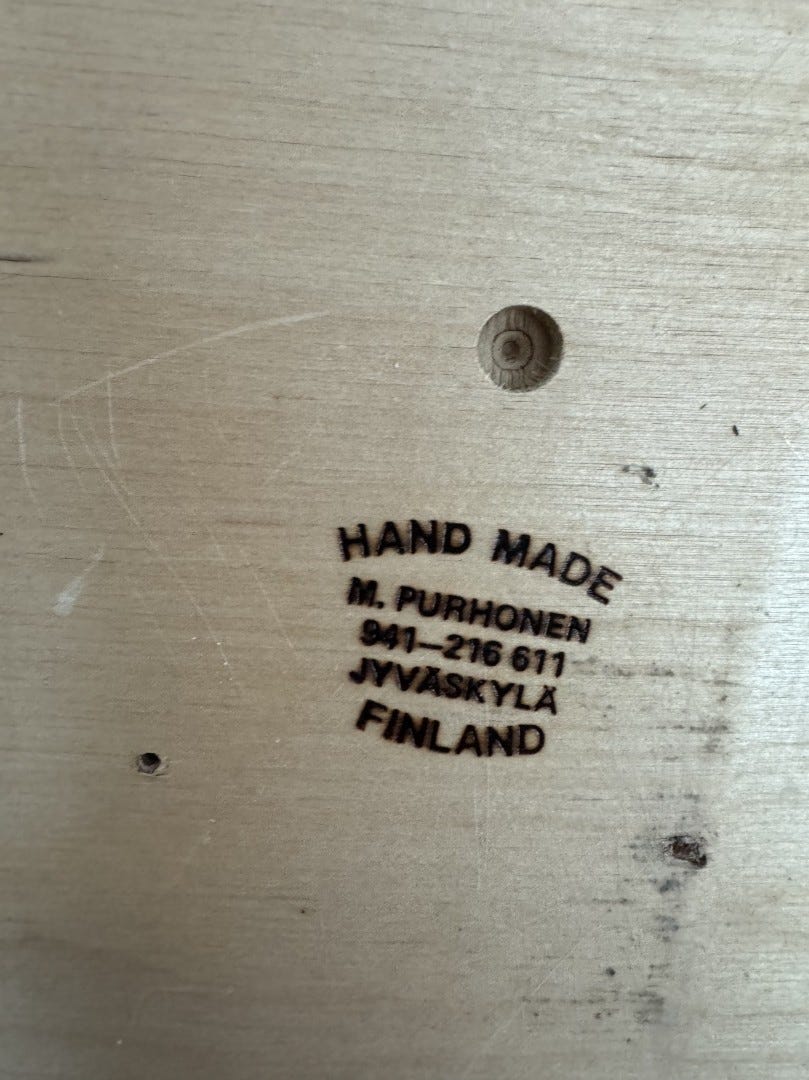 HAND MADE
M. PURHONEN
941–216 611
JYVÄSKYLÄ
FINLAND